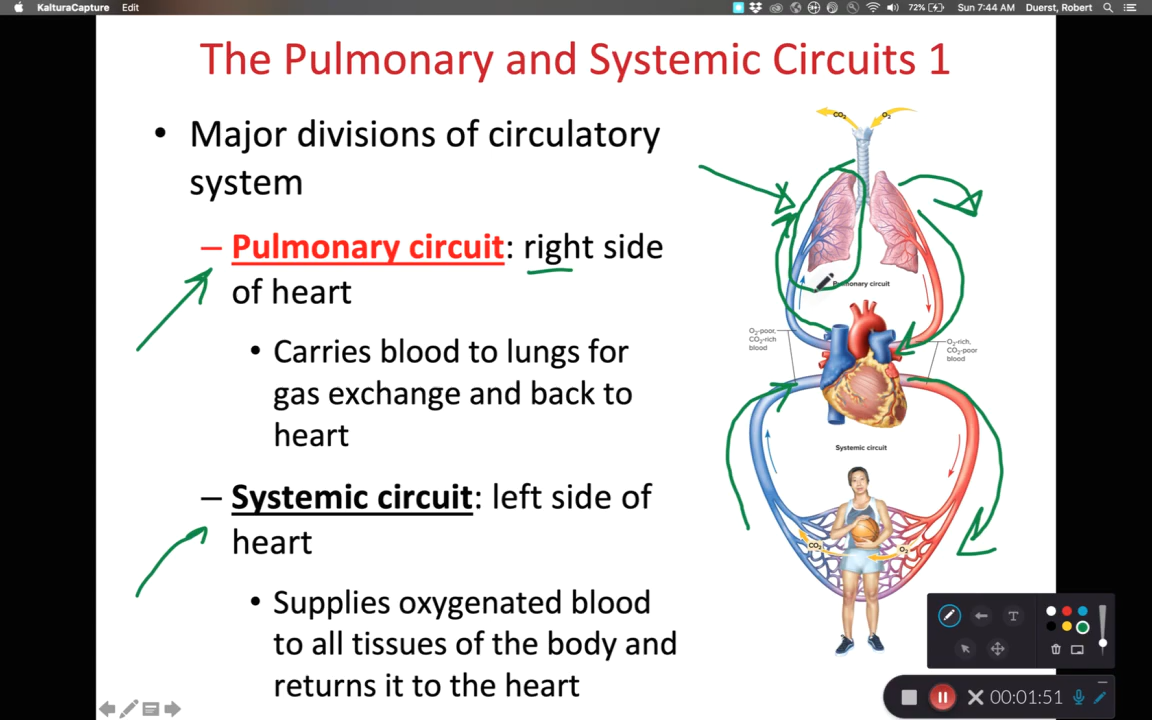 KalturaCapture Edit 72% Sun 7:44 AM Duerst, Robert
The Pulmonary and Systemic Circuits 1
• Major divisions of circulatory
system
– Pulmonary circuit: right side
of heart
• Carries blood to lungs for
gas exchange and back to
heart
– Systemic circuit: left side of
heart
• Supplies oxygenated blood
to all tissues of the body and
returns it to the heart
CO₂ O₂
Pulmonary circuit
O₂-poor,
CO₂-rich
blood
O₂-rich,
CO₂-poor
blood
Systemic circuit
CO₂ O₂
T
00:01:51